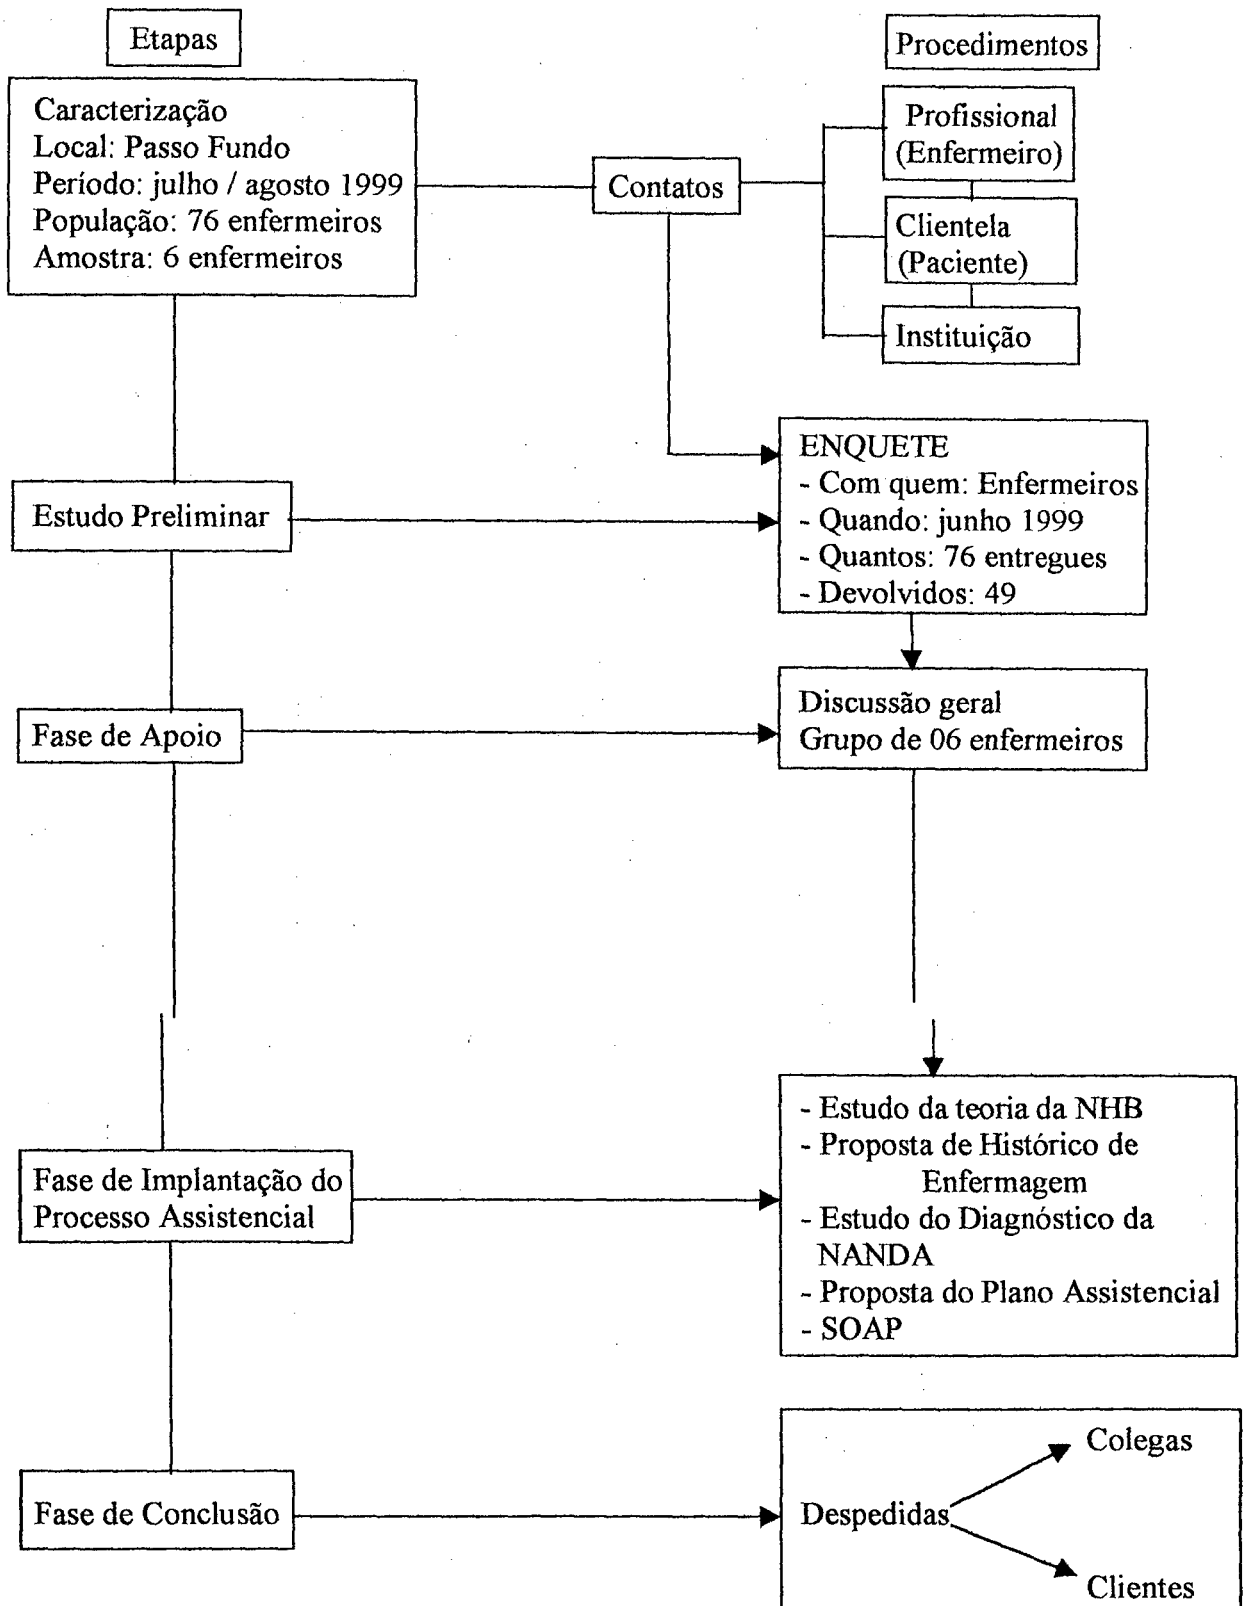 Etapas
Procedimentos
Caracterização
Local: Passo Fundo
Período: julho / agosto 1999
População: 76 enfermeiros
Amostra: 6 enfermeiros
Contatos
Profissional
(Enfermeiro)
Clientela
(Paciente)
Instituição
Estudo Preliminar
ENQUETE
- Com quem: Enfermeiros
- Quando: junho 1999
- Quantos: 76 entregues
- Devolvidos: 49
Fase de Apoio
Discussão geral
Grupo de 06 enfermeiros
Fase de Implantação do
Processo Assistencial
- Estudo da teoria da NHB
- Proposta de Histórico de
Enfermagem
- Estudo do Diagnóstico da
NANDA
- Proposta do Plano Assistencial
- SOAP
Fase de Conclusão
Despedidas
Colegas
Clientes